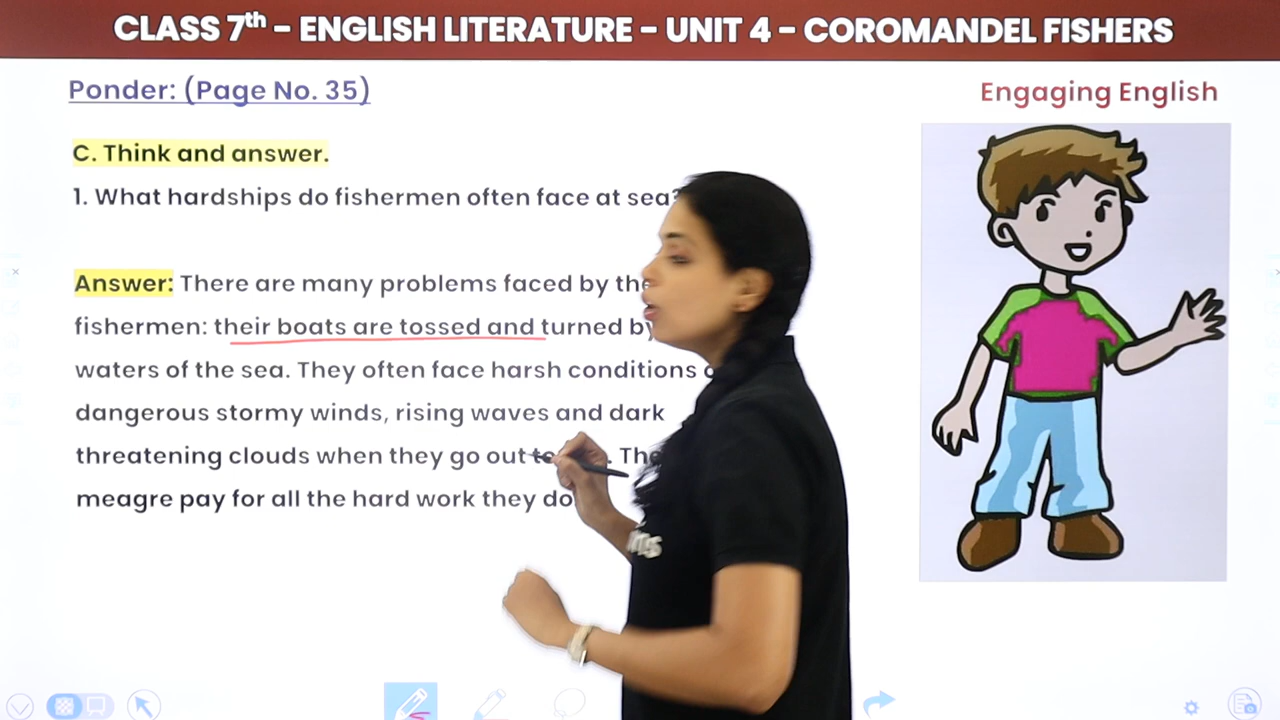 CLASS 7th - ENGLISH LITERATURE - UNIT 4 - COROMANDEL FISHERS
Ponder: (Page No. 35)
Engaging English
C. Think and answer.
1. What hardships do fishermen often face at sea?
Answer: There are many problems faced by the
fishermen: their boats are tossed and turned by
waters of the sea. They often face harsh conditions
dangerous stormy winds, rising waves and dark
threatening clouds when they go out
meagre pay for all the hard work they do